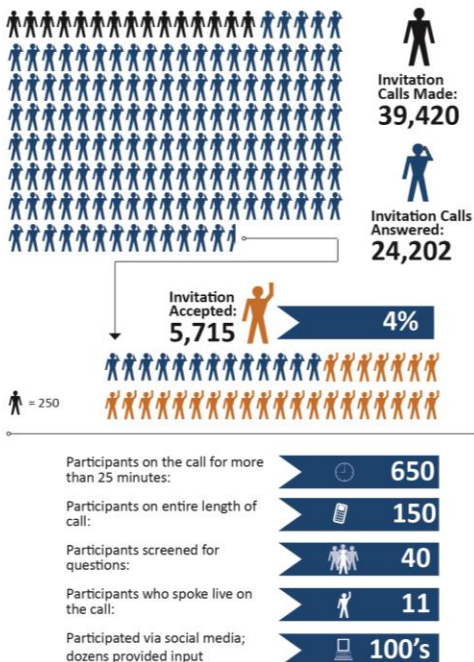 Invitation
Calls Made:
39,420
Invitation Calls
Answered:
24,202
Invitation
Accepted:
5,715
4%
= 250
Participants on the call for more
than 25 minutes:
650
Participants on entire length of
call:
150
Participants screened for
questions:
40
Participants who spoke live on
the call:
11
Participated via social media;
dozens provided input
100's